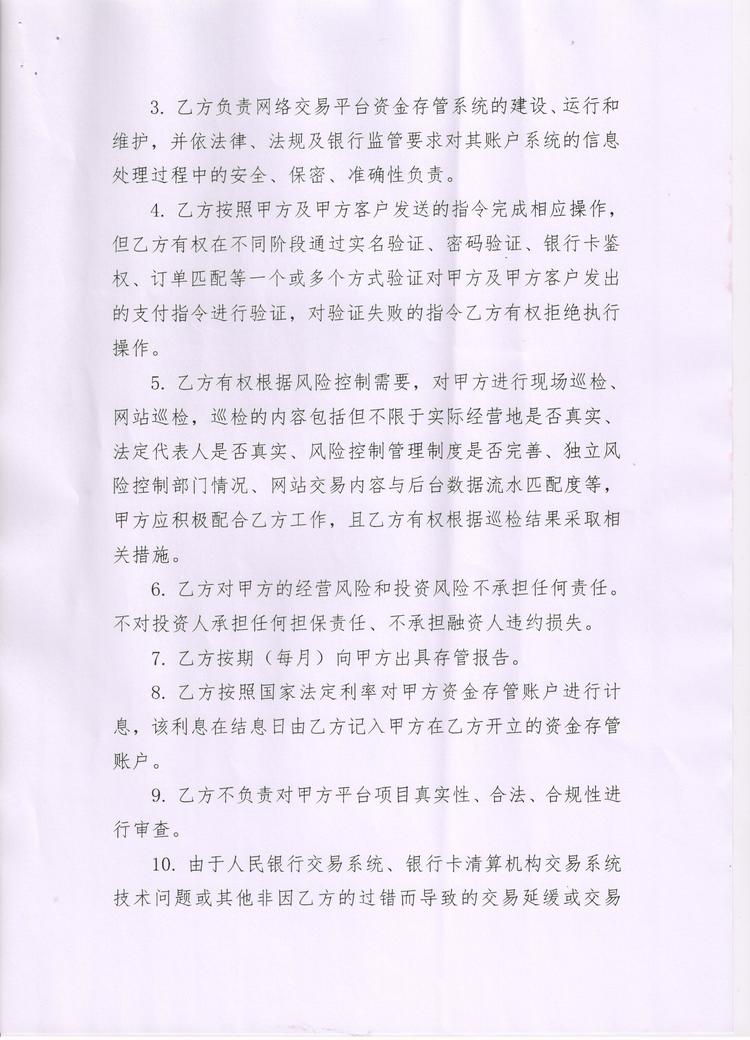 3. 乙方负责网络交易平台资金存管系统的建设、运行和
维护，并依法律、法规及银行监管要求对其账户系统的信息
处理过程中的安全、保密、准确性负责。
4. 乙方按照甲方及甲方客户发送的指令完成相应操作，
但乙方有权在不同阶段通过实名验证、密码验证、银行卡鉴
权、订单匹配等一个或多个方式验证对甲方及甲方客户发出
的支付指令进行验证，对验证失败的指令乙方有权拒绝执行
操作。
5. 乙方有权根据风险控制需要，对甲方进行现场巡检、
网站巡检，巡检的内容包括但不限于实际经营地是否真实、
法定代表人是否真实、风险控制管理制度是否完善、独立风
险控制部门情况、网站交易内容与后台数据流水匹配度等，
甲方应积极配合乙方工作，且乙方有权根据巡检结果采取相
关措施。
6. 乙方对甲方的经营风险和投资风险不承担任何责任。
不对投资人承担任何担保责任、不承担融资人违约损失。
7. 乙方按期（每月）向甲方出具存管报告。
8. 乙方按照国家法定利率对甲方资金存管账户进行计
息，该利息在结息日由乙方记入甲方在乙方开立的资金存管
账户。
9. 乙方不负责对甲方平台项目真实性、合法、合规性进
行审查。
10. 由于人民银行交易系统、银行卡清算机构交易系统
技术问题或其他非因乙方的过错而导致的交易延缓或交易